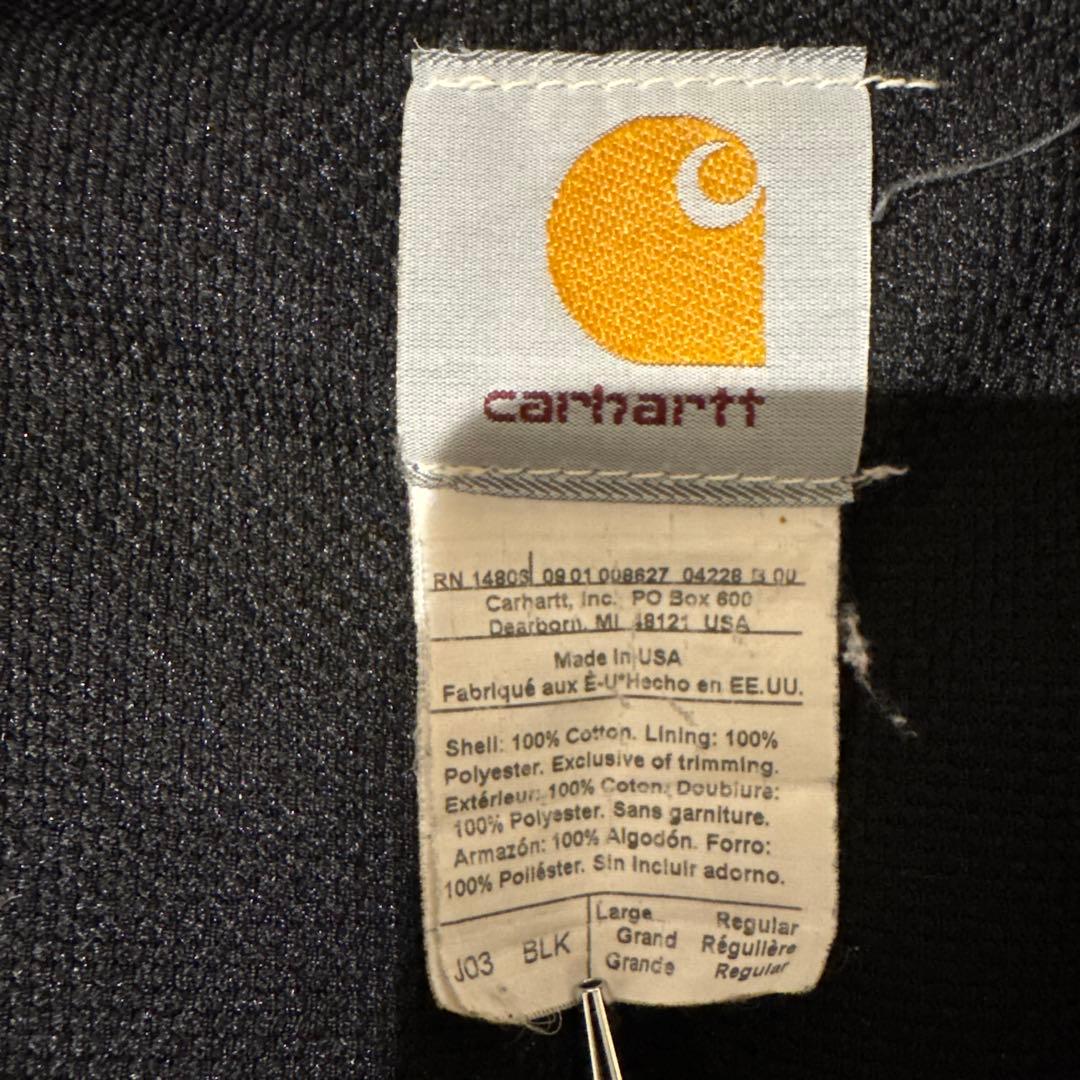 carhartt
RN 14806 0901 008627 04228 B 00
Carhartt, Inc. PO Box 600
Dearborn, MI 48121 USA
Made in USA
Fabriqué aux É-U*Hecho en EE.UU.
Shell: 100% Cotton. Lining: 100%
Polyester. Exclusive of trimming.
Extérieur: 100% Coton. Doublure:
100% Polyester. Sans garniture.
Armazón: 100% Algodón. Forro:
100% Poliéster. Sin incluir adorno.
J03 BLK
Large Regular
Grand Régulière
Grande Regular